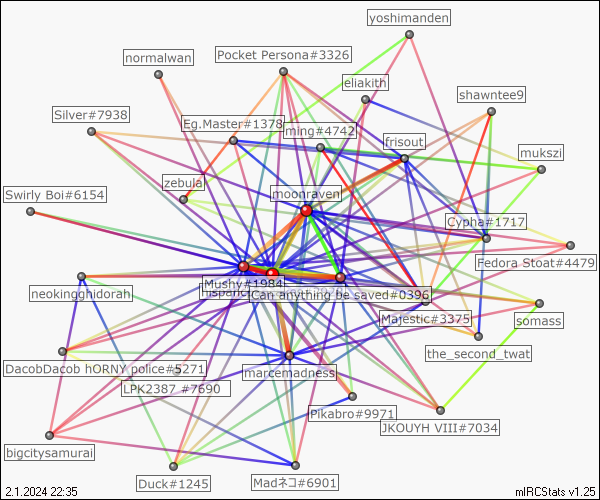 yoshimanden
normalwan
Pocket Persona#3326
eliakith
shawntee9
Silver#7938
Eg.Master#1378
ming#4742
frisout
mukszi
zebula
moonraven
Swirly Boi#6154
Cypha#1717
Fedora Stoat#4479
Mushy#1984
neokingghidorah
Can anything be saved#0396
somass
Majestic#3375
the_second_twat
DacobDacob hORNY police#5271
marcemadness
LPK2387 #7690
Pikabro#9971
JKOUYH VIII#7034
bigcitysamurai
Duck#1245
Madネコ#6901
2.1.2024 22:35
mIRCStats v1.25